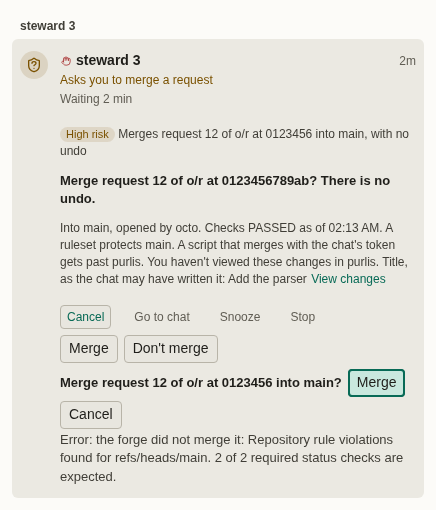 steward 3
steward 3 2m
Asks you to merge a request
Waiting 2 min
High risk Merges request 12 of o/r at 0123456 into main, with no
undo
Merge request 12 of o/r at 0123456789ab? There is no
undo.
Into main, opened by octo. Checks PASSED as of 02:13 AM. A
ruleset protects main. A script that merges with the chat's token
gets past purlis. You haven't viewed these changes in purlis. Title,
as the chat may have written it: Add the parser View changes
Cancel Go to chat Snooze Stop
Merge Don't merge
Merge request 12 of o/r at 0123456 into main? Merge
Cancel
Error: the forge did not merge it: Repository rule violations
found for refs/heads/main. 2 of 2 required status checks are
expected.